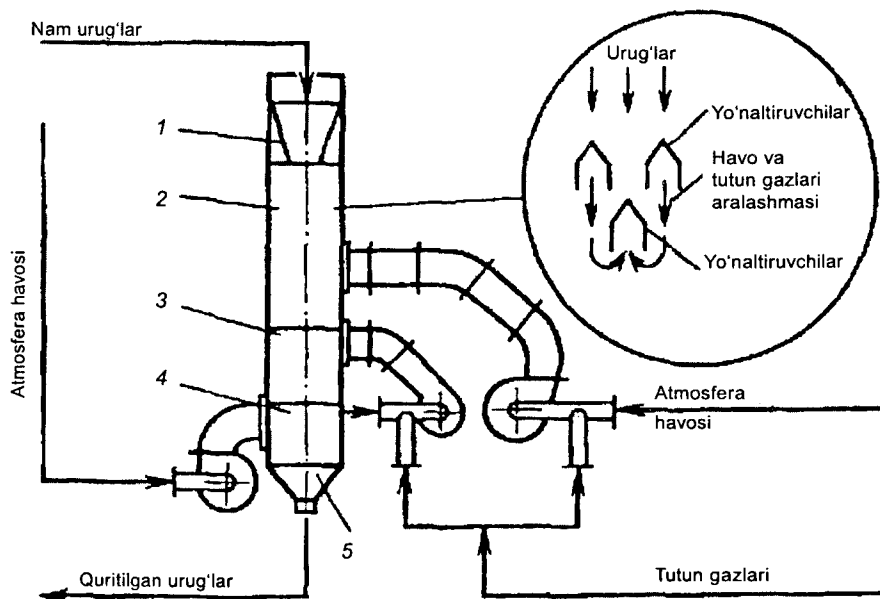 Nam urug‘lar
Urug‘lar
Yo‘naltiruvchilar
Havo va
tutun gazlari
aralashmasi
Yo‘naltiruvchilar
1
2
3
4
5
Atmosfera havosi
Atmosfera
havosi
Quritilgan urug‘lar
Tutun gazlari